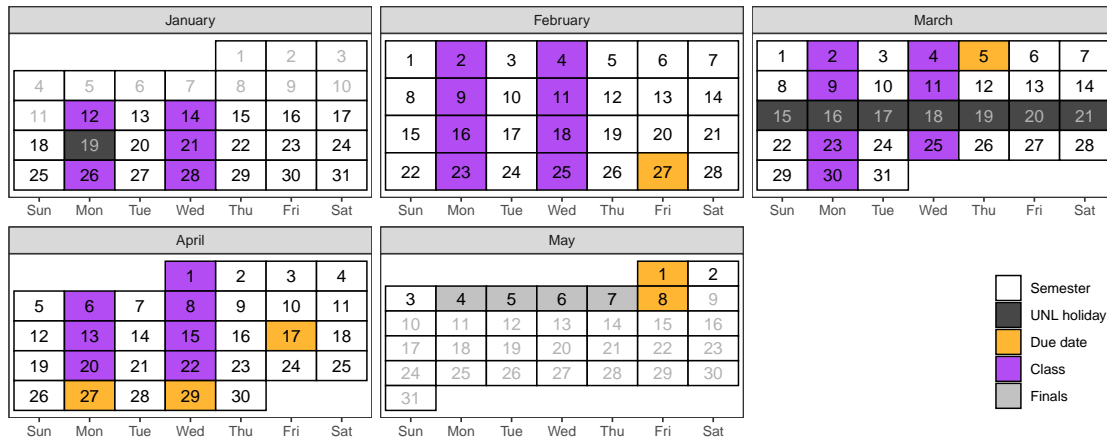 January
1 2 3
4 5 6 7 8 9 10
11 12 13 14 15 16 17
18 19 20 21 22 23 24
25 26 27 28 29 30 31
Sun Mon Tue Wed Thu Fri Sat
February
1 2 3 4 5 6 7
8 9 10 11 12 13 14
15 16 17 18 19 20 21
22 23 24 25 26 27 28
Sun Mon Tue Wed Thu Fri Sat
March
1 2 3 4 5 6 7
8 9 10 11 12 13 14
15 16 17 18 19 20 21
22 23 24 25 26 27 28
29 30 31
Sun Mon Tue Wed Thu Fri Sat
April
1 2 3 4
5 6 7 8 9 10 11
12 13 14 15 16 17 18
19 20 21 22 23 24 25
26 27 28 29 30
Sun Mon Tue Wed Thu Fri Sat
May
1 2
3 4 5 6 7 8 9
10 11 12 13 14 15 16
17 18 19 20 21 22 23
24 25 26 27 28 29 30
31
Sun Mon Tue Wed Thu Fri Sat
Semester
UNL holiday
Due date
Class
Finals